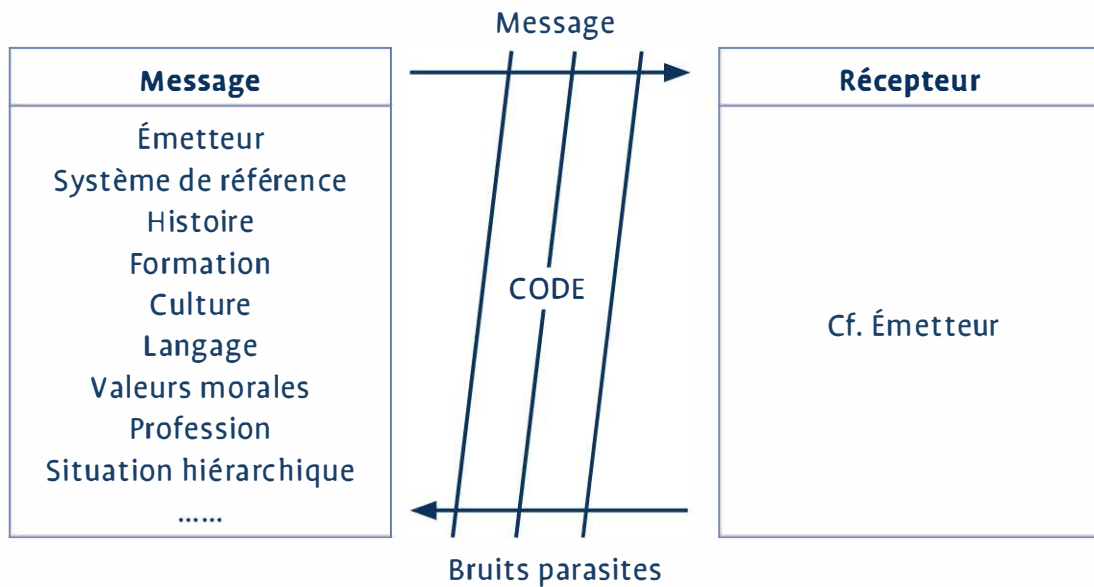 Message
Message
Émetteur
Système de référence
Histoire
Formation
Culture
Langage
Valeurs morales
Profession
Situation hiérarchique
......
CODE
Récepteur
Cf. Émetteur
Bruits parasites